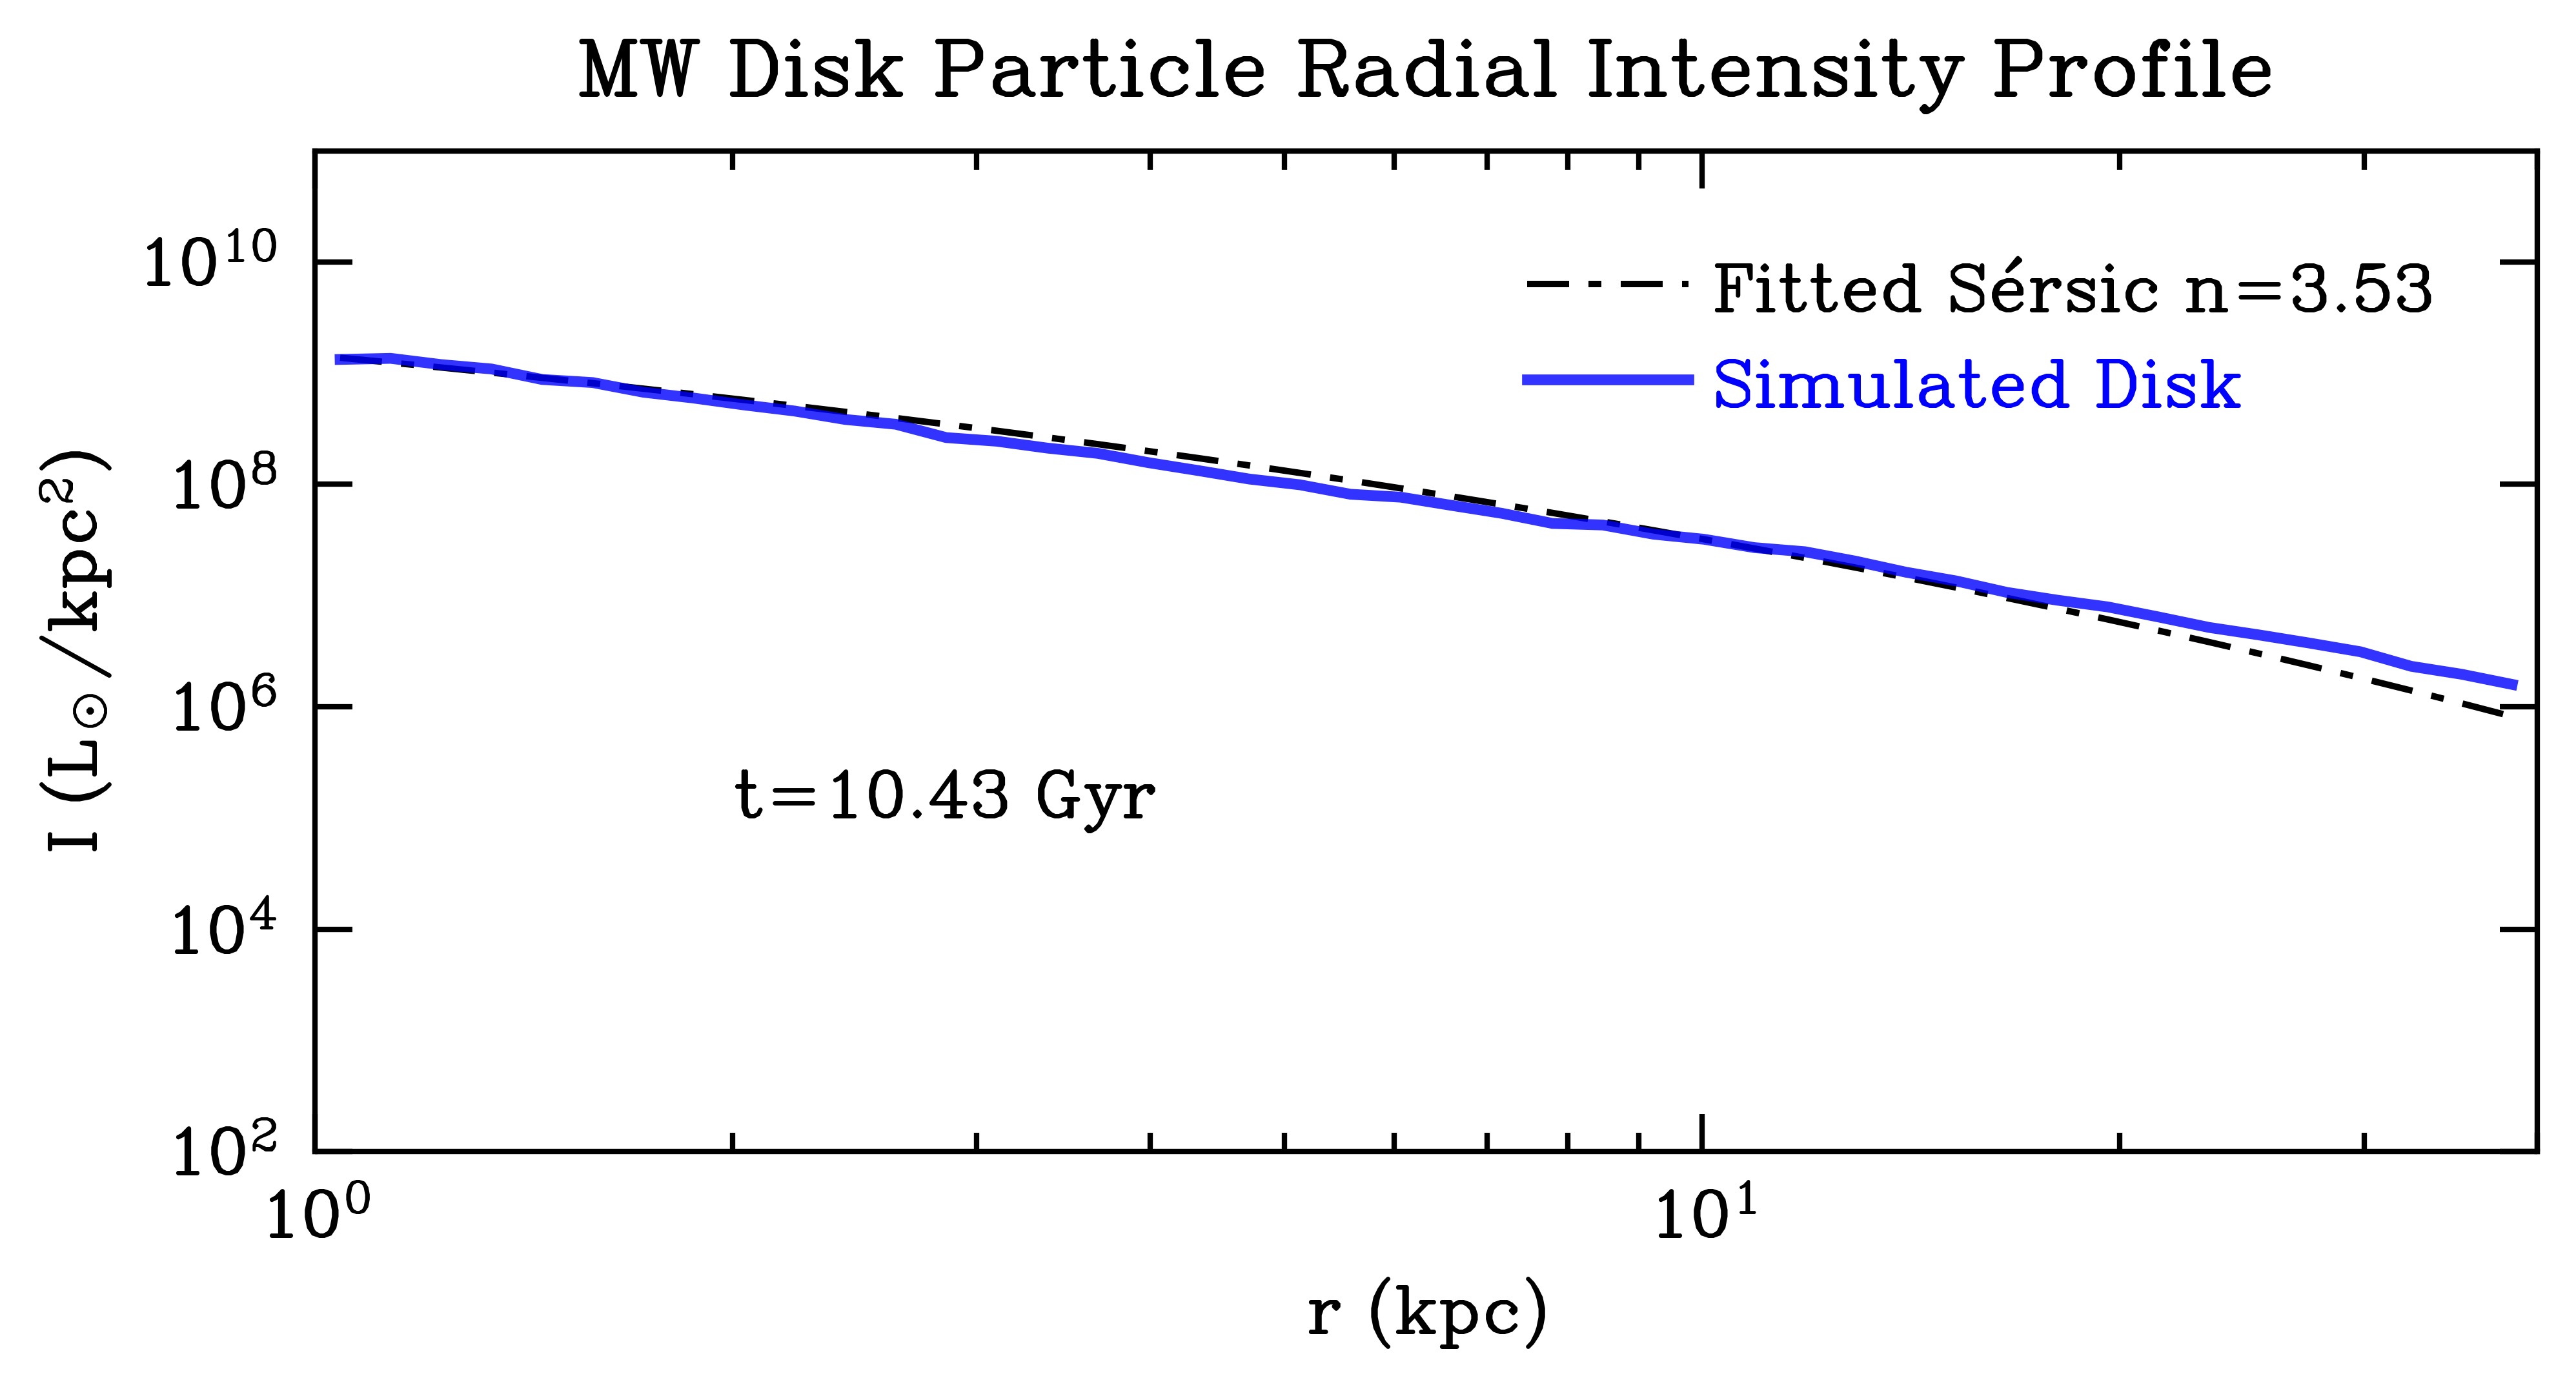 MW Disk Particle Radial Intensity Profile
10¹⁰
10⁸
10⁶
10⁴
10²
I (L⊙/kpc²)
Fitted Sérsic n=3.53
Simulated Disk
t=10.43 Gyr
10⁰ 10¹
r (kpc)